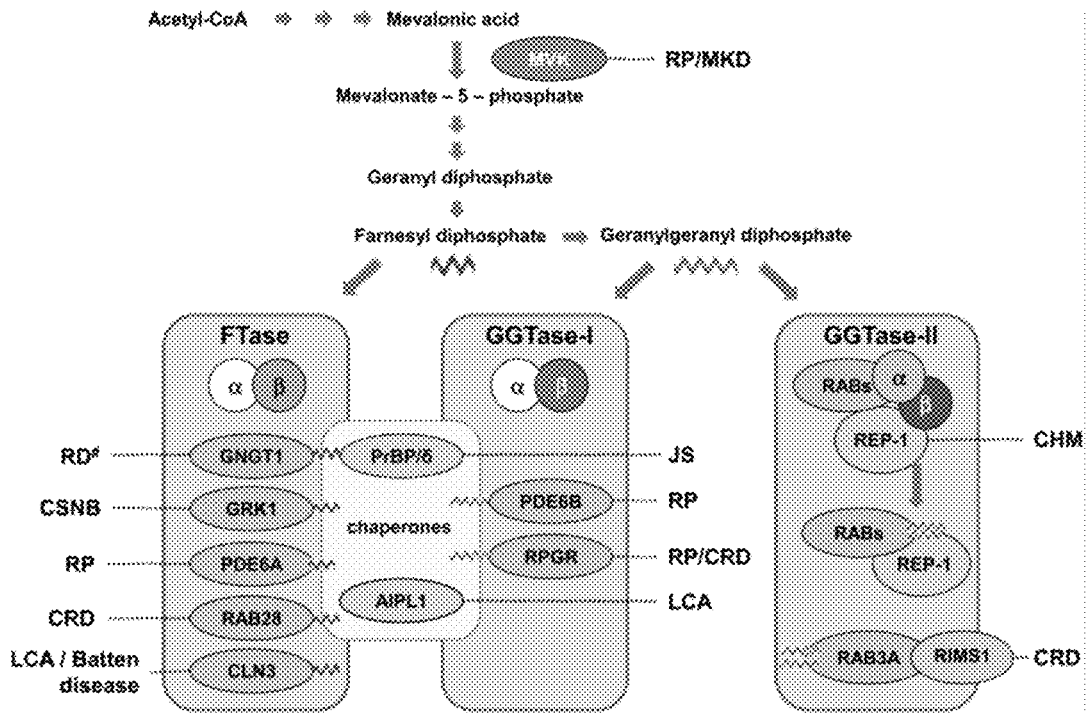 Acetyl-CoA
Mevalonic acid
MVK
RP/MKD
Mevalonate – 5 – phosphate
Geranyl diphosphate
Farnesyl diphosphate
Geranylgeranyl diphosphate
FTase
GGTase-I
GGTase-II
α β
α β
RABs α
β
REP-1
CHM
RD#
GNGT1
PrBP/δ
JS
CSNB
GRK1
chaperones
PDE6B
RP
RABs
REP-1
RP
PDE6A
RPGR
RP/CRD
CRD
RAB28
AIPL1
LCA
LCA / Batten
disease
CLN3
RAB3A
RIMS1
CRD